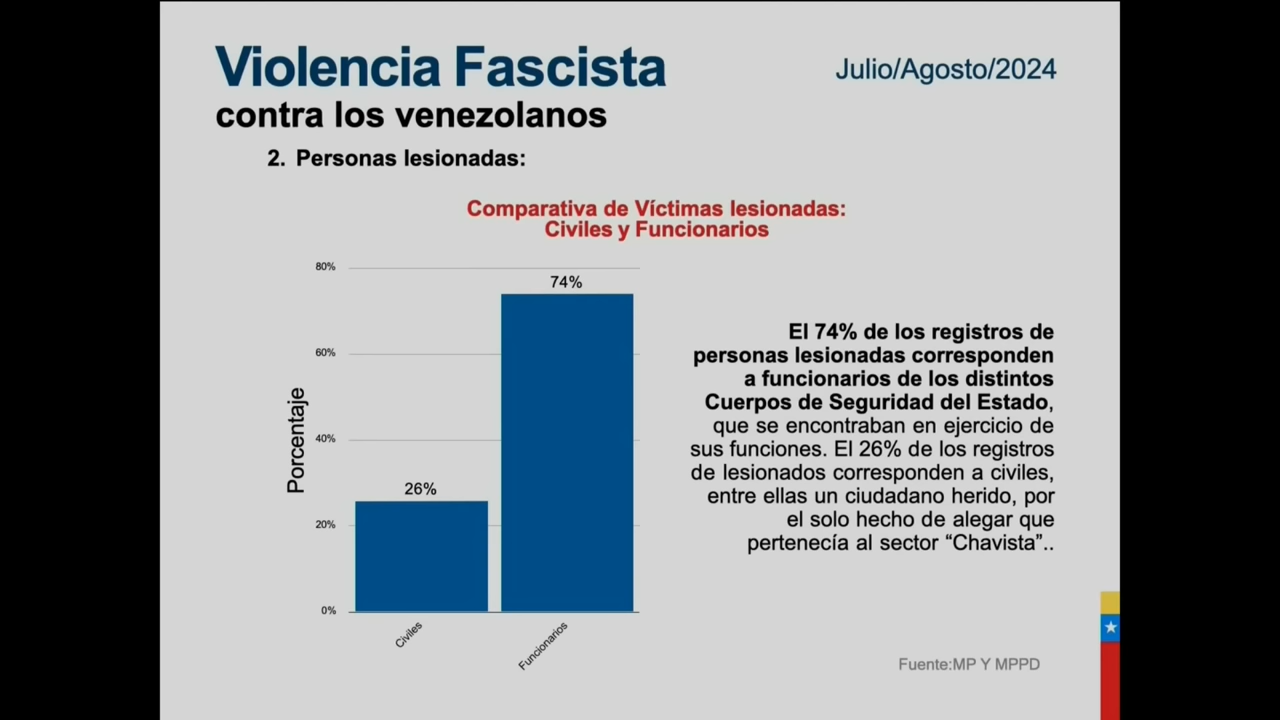 Violencia Fascista
Julio/Agosto/2024
contra los venezolanos
2. Personas lesionadas:
Comparativa de Víctimas lesionadas:
Civiles y Funcionarios
80%
74%
60%
40%
26%
20%
0%
Porcentaje
Civiles
Funcionarios
El 74% de los registros de
personas lesionadas corresponden
a funcionarios de los distintos
Cuerpos de Seguridad del Estado,
que se encontraban en ejercicio de
sus funciones. El 26% de los registros
de lesionados corresponden a civiles,
entre ellas un ciudadano herido, por
el solo hecho de alegar que
pertenecía al sector “Chavista”..
Fuente:MP Y MPPD